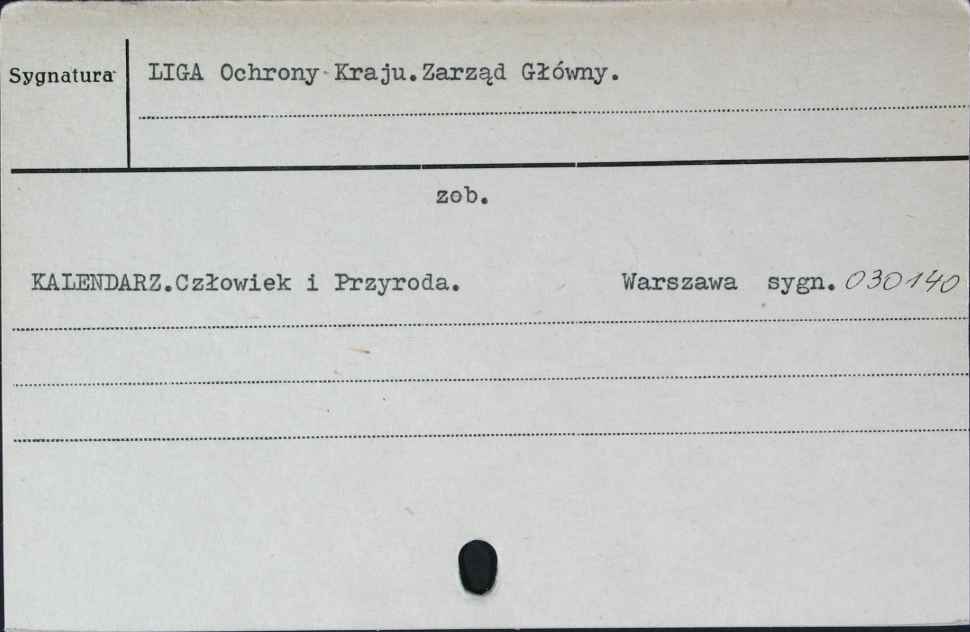 Sygnatura
LIGA Ochrony Kraju.Zarząd Główny.
zob.
KALENDARZ.Człowiek i Przyroda. Warszawa sygn. 030140